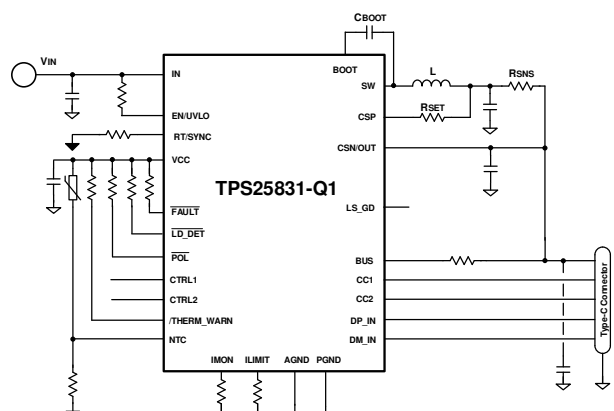 CBOOT
VIN
IN
BOOT
SW
L
RSNS
EN/UVLO
CSP
RSET
RT/SYNC
VCC
CSN/OUT
TPS25831-Q1
LS_GD
FAULT
LD_DET
POL
BUS
CTRL1
CC1
CTRL2
CC2
/THERM_WARN
DP_IN
NTC
DM_IN
Type-C Connector
IMON
ILIMIT
AGND
PGND